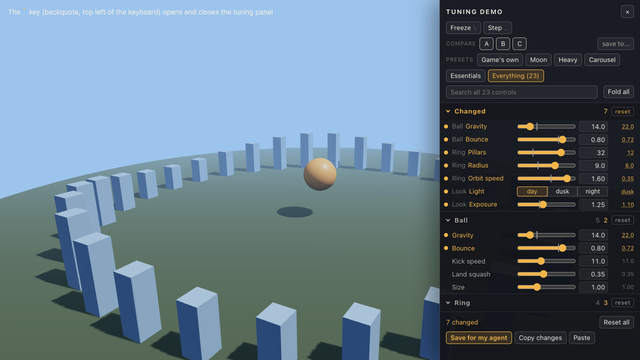 The key (backquote, top left of the keyboard) opens and closes the tuning panel
TUNING DEMO
×
Freeze Step
COMPARE A B C save to...
PRESETS Game's own Moon Heavy Carousel
Essentials Everything (23)
Search all 23 controls Fold all
Changed 7 reset
Ball Gravity 14.0 22.0
Ball Bounce 0.80 0.72
Ring Pillars 32 12
Ring Radius 9.0 6.0
Ring Orbit speed 1.60 0.35
Look Light day dusk night dusk
Look Exposure 1.25 1.10
Ball 5 2 reset
Gravity 14.0 22.0
Bounce 0.80 0.72
Kick speed 11.0 11.0
Land squash 0.35 0.35
Size 1.00 1.00
Ring 4 3 reset
7 changed Reset all
Save for my agent Copy changes Paste